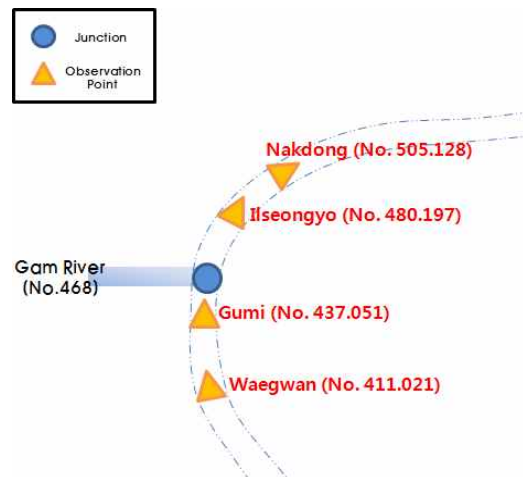 Junction
Observation
Point
Nakdong (No. 505.128)
Ilseongyo (No. 480.197)
Gam River
(No.468)
Gumi (No. 437.051)
Waegwan (No. 411.021)